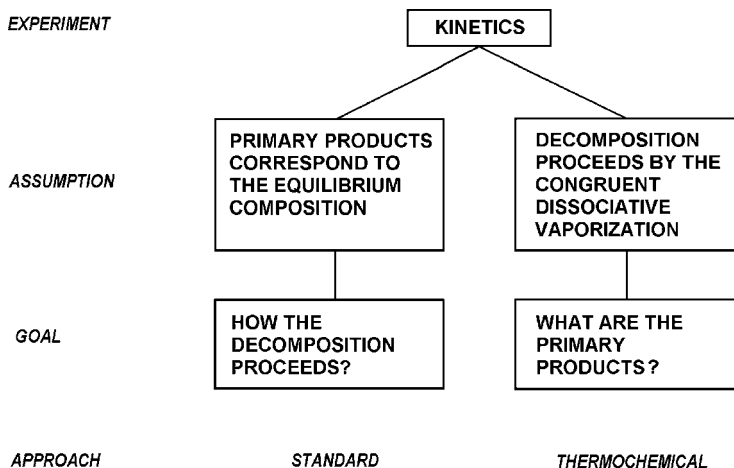 EXPERIMENT
KINETICS
ASSUMPTION
PRIMARY PRODUCTS
CORRESPOND TO
THE EQUILIBRIUM
COMPOSITION
DECOMPOSITION
PROCEEDS BY THE
CONGRUENT
DISSOCIATIVE
VAPORIZATION
GOAL
HOW THE
DECOMPOSITION
PROCEEDS?
WHAT ARE THE
PRIMARY
PRODUCTS?
APPROACH
STANDARD
THERMOCHEMICAL